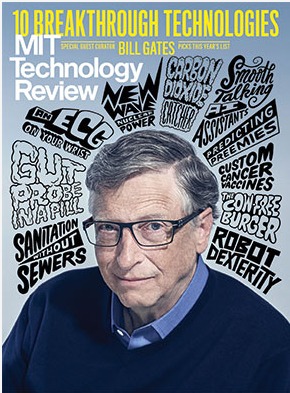 10 BREAKTHROUGH TECHNOLOGIES
MIT
Technology
Review
SPECIAL GUEST CURATOR
BILL GATES
PICKS THIS YEAR'S LIST
AN ECG
ON YOUR WRIST
NEW
WAVE
NUCLEAR
POWER
CARBON
DIOXIDE
CATCHER
Smooth
Talking
AI
ASSISTANTS
PREDICTING
PREEMIES
GUT
PROBE
IN A PILL
CUSTOM
CANCER
VACCINES
THE COW-FREE
BURGER
SANITATION
WITHOUT
SEWERS
ROBOT
DEXTERITY